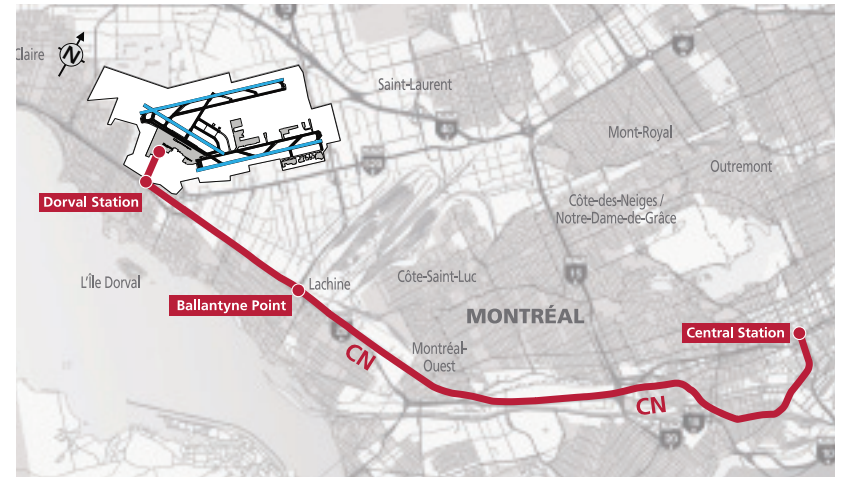 Claire
N
Saint-Laurent
Mont-Royal
Outremont
Dorval Station
Côte-des-Neiges /
Notre-Dame-de-Grâce
L'Île Dorval
Lachine
Côte-Saint-Luc
Ballantyne Point
MONTRÉAL
Central Station
CN
Montréal-
Ouest
CN